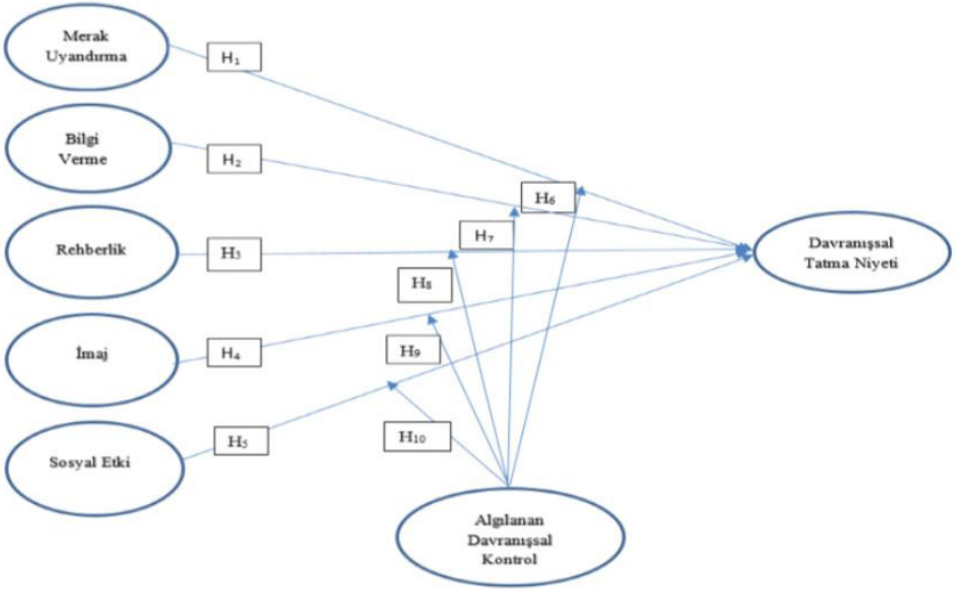 Merak
Uyandırma
H1
Bilgi
Verme
H2
H6
Rehberlik
H3
H7
Davranışsal
Tatma Niyeti
H8
İmaj
H4
H9
Sosyal Etki
H5
H10
Algılanan
Davranışsal
Kontrol